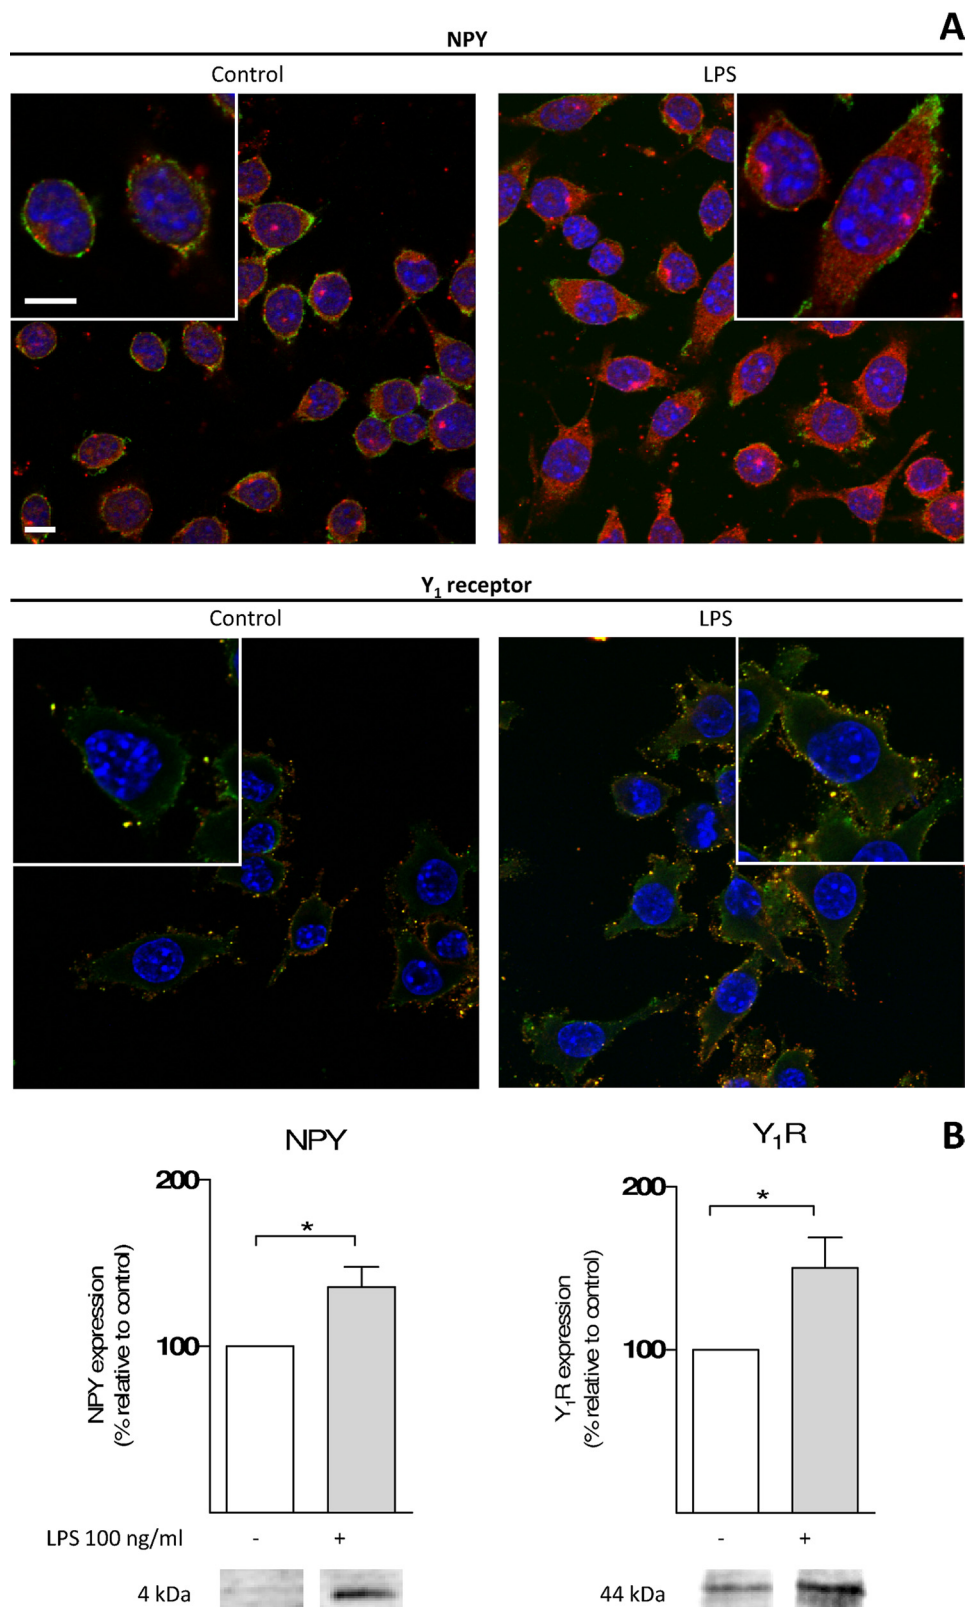 A
NPY
Control LPS
Y₁ receptor
Control LPS
B
NPY Y₁R
200 200
* *
NPY expression
(% relative to control)
Y₁R expression
(% relative to control)
100 100
LPS 100 ng/ml - + - +
4 kDa 44 kDa